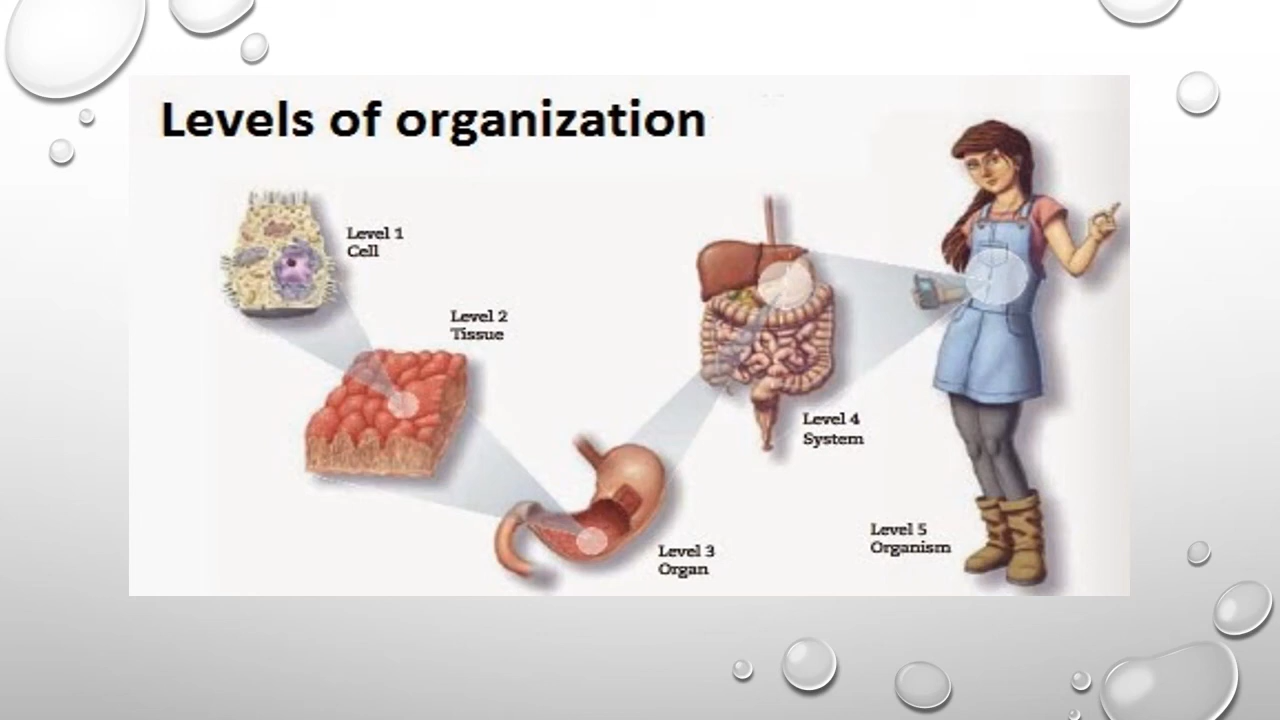 Levels of organization
Level 1
Cell
Level 2
Tissue
Level 3
Organ
Level 4
System
Level 5
Organism